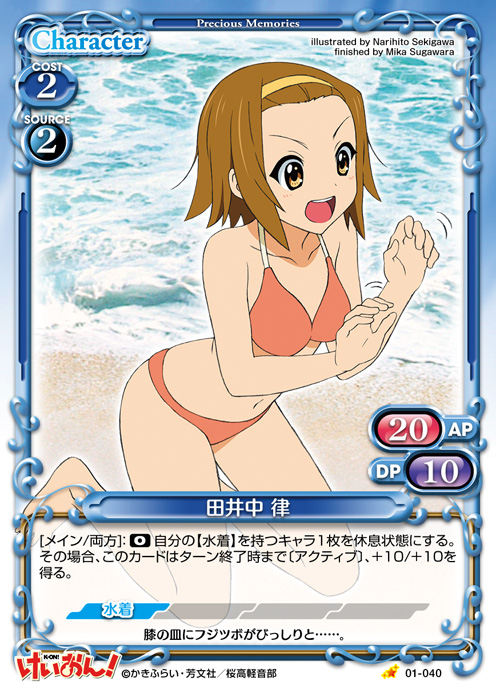 Precious Memories
Character
illustrated by Narihito Sekigawa
finished by Mika Sugawara
COST
2
SOURCE
2
20 AP
DP 10
田井中 律
[メイン/両方]: 0 自分の【水着】を持つキャラ1枚を休息状態にする。
その場合、このカードはターン終了時まで〔アクティブ〕、+10/+10を
得る。
水着
膝の皿にフジツボがびっしりと……。
K-ON!
けいおん!
©かきふらい・芳文社／桜高軽音部
01-040